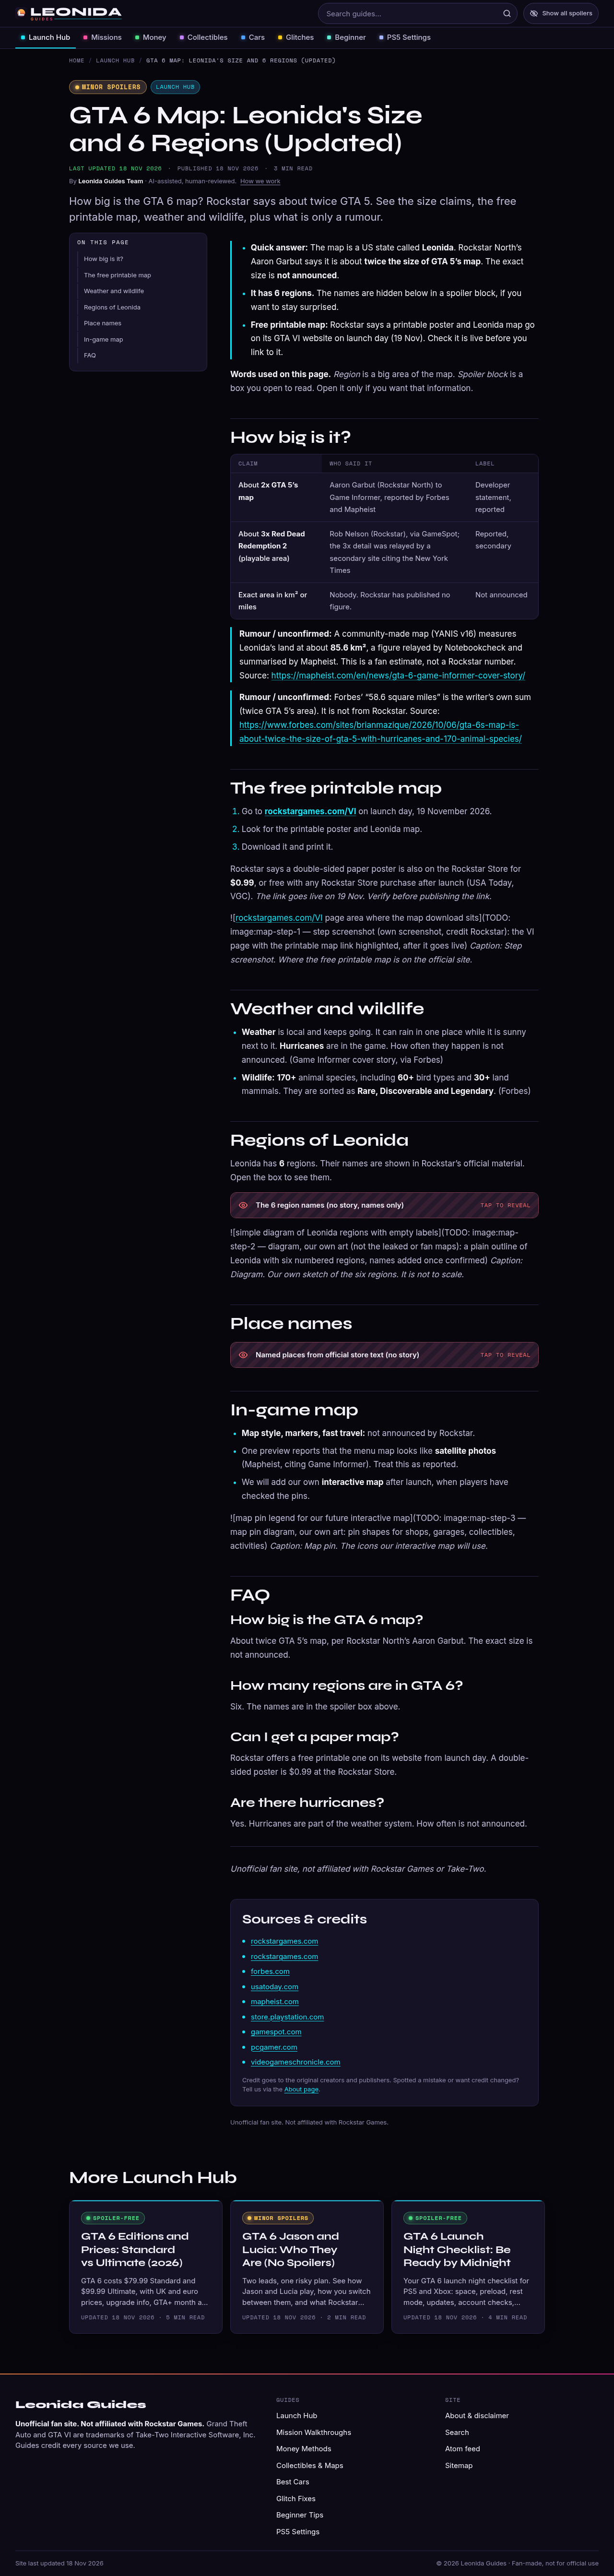 LEONIDA
GUIDES
Search guides...
Show all spoilers
Launch Hub
Missions
Money
Collectibles
Cars
Glitches
Beginner
PS5 Settings
HOME / LAUNCH HUB / GTA 6 MAP: LEONIDA'S SIZE AND 6 REGIONS (UPDATED)
MINOR SPOILERS
LAUNCH HUB
GTA 6 Map: Leonida's Size
and 6 Regions (Updated)
LAST UPDATED 18 NOV 2026 · PUBLISHED 18 NOV 2026 · 3 MIN READ
By Leonida Guides Team · AI-assisted, human-reviewed. How we work
How big is the GTA 6 map? Rockstar says about twice GTA 5. See the size claims, the free
printable map, weather and wildlife, plus what is only a rumour.
ON THIS PAGE
How big is it?
The free printable map
Weather and wildlife
Regions of Leonida
Place names
In-game map
FAQ
Quick answer: The map is a US state called Leonida. Rockstar North's
Aaron Garbut says it is about twice the size of GTA 5's map. The exact
size is not announced.
It has 6 regions. The names are hidden below in a spoiler block, if you
want to stay surprised.
Free printable map: Rockstar says a printable poster and Leonida map go
on its GTA VI website on launch day (19 Nov). Check it is live before you
link to it.
Words used on this page. Region is a big area of the map. Spoiler block is a
box you open to read. Open it only if you want that information.
How big is it?
CLAIM
WHO SAID IT
LABEL
About 2x GTA 5's
map
Aaron Garbut (Rockstar North) to
Game Informer, reported by Forbes
and Mapheist
Developer
statement,
reported
About 3x Red Dead
Redemption 2
(playable area)
Rob Nelson (Rockstar), via GameSpot;
the 3x detail was relayed by a
secondary site citing the New York
Times
Reported,
secondary
Exact area in km² or
miles
Nobody. Rockstar has published no
figure.
Not announced
Rumour / unconfirmed: A community-made map (YANIS v16) measures
Leonida's land at about 85.6 km², a figure relayed by Notebookcheck and
summarised by Mapheist. This is a fan estimate, not a Rockstar number.
Source: https://mapheist.com/en/news/gta-6-game-informer-cover-story/
Rumour / unconfirmed: Forbes' "58.6 square miles" is the writer's own sum
(twice GTA 5's area). It is not from Rockstar. Source:
https://www.forbes.com/sites/brianmazique/2026/10/06/gta-6s-map-is-
about-twice-the-size-of-gta-5-with-hurricanes-and-170-animal-species/
The free printable map
1. Go to rockstargames.com/VI on launch day, 19 November 2026.
2. Look for the printable poster and Leonida map.
3. Download it and print it.
Rockstar says a double-sided paper poster is also on the Rockstar Store for
$0.99, or free with any Rockstar Store purchase after launch (USA Today,
VGC). The link goes live on 19 Nov. Verify before publishing the link.
![rockstargames.com/VI page area where the map download sits](TODO:
image:map-step-1 — step screenshot (own screenshot, credit Rockstar): the VI
page with the printable map link highlighted, after it goes live) Caption: Step
screenshot. Where the free printable map is on the official site.
Weather and wildlife
Weather is local and keeps going. It can rain in one place while it is sunny
next to it. Hurricanes are in the game. How often they happen is not
announced. (Game Informer cover story, via Forbes)
Wildlife: 170+ animal species, including 60+ bird types and 30+ land
mammals. They are sorted as Rare, Discoverable and Legendary. (Forbes)
Regions of Leonida
Leonida has 6 regions. Their names are shown in Rockstar's official material.
Open the box to see them.
The 6 region names (no story, names only)
TAP TO REVEAL
![simple diagram of Leonida regions with empty labels](TODO: image:map-
step-2 — diagram, our own art (not the leaked or fan maps): a plain outline of
Leonida with six numbered regions, names added once confirmed) Caption:
Diagram. Our own sketch of the six regions. It is not to scale.
Place names
Named places from official store text (no story)
TAP TO REVEAL
In-game map
Map style, markers, fast travel: not announced by Rockstar.
One preview reports that the menu map looks like satellite photos
(Mapheist, citing Game Informer). Treat this as reported.
We will add our own interactive map after launch, when players have
checked the pins.
![map pin legend for our future interactive map](TODO: image:map-step-3 —
map pin diagram, our own art: pin shapes for shops, garages, collectibles,
activities) Caption: Map pin. The icons our interactive map will use.
FAQ
How big is the GTA 6 map?
About twice GTA 5's map, per Rockstar North's Aaron Garbut. The exact size is
not announced.
How many regions are in GTA 6?
Six. The names are in the spoiler box above.
Can I get a paper map?
Rockstar offers a free printable one on its website from launch day. A double-
sided poster is $0.99 at the Rockstar Store.
Are there hurricanes?
Yes. Hurricanes are part of the weather system. How often is not announced.
Unofficial fan site, not affiliated with Rockstar Games or Take-Two.
Sources & credits
rockstargames.com
rockstargames.com
forbes.com
usatoday.com
mapheist.com
store.playstation.com
gamespot.com
pcgamer.com
videogameschronicle.com
Credit goes to the original creators and publishers. Spotted a mistake or want credit changed?
Tell us via the About page.
Unofficial fan site. Not affiliated with Rockstar Games.
More Launch Hub
SPOILER-FREE
GTA 6 Editions and
Prices: Standard
vs Ultimate (2026)
GTA 6 costs $79.99 Standard and
$99.99 Ultimate, with UK and euro
prices, upgrade info, GTA+ month a...
UPDATED 18 NOV 2026 · 5 MIN READ
MINOR SPOILERS
GTA 6 Jason and
Lucia: Who They
Are (No Spoilers)
Two leads, one risky plan. See how
Jason and Lucia play, how you switch
between them, and what Rockstar...
UPDATED 18 NOV 2026 · 2 MIN READ
SPOILER-FREE
GTA 6 Launch
Night Checklist: Be
Ready by Midnight
Your GTA 6 launch night checklist for
PS5 and Xbox: space, preload, rest
mode, updates, account checks,...
UPDATED 18 NOV 2026 · 4 MIN READ
Leonida Guides
Unofficial fan site. Not affiliated with Rockstar Games. Grand Theft
Auto and GTA VI are trademarks of Take-Two Interactive Software, Inc.
Guides credit every source we use.
GUIDES
Launch Hub
Mission Walkthroughs
Money Methods
Collectibles & Maps
Best Cars
Glitch Fixes
Beginner Tips
PS5 Settings
SITE
About & disclaimer
Search
Atom feed
Sitemap
Site last updated 18 Nov 2026
© 2026 Leonida Guides · Fan-made, not for official use